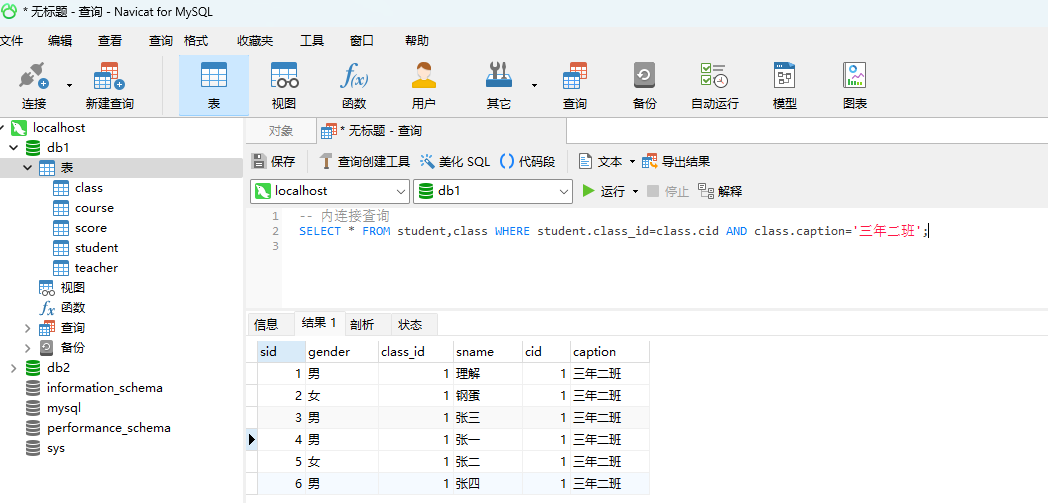 * 无标题 - 查询 - Navicat for MySQL
文件 编辑 查看 查询 格式 收藏夹 工具 窗口 帮助
连接 新建查询 表 视图 函数 用户 其它 查询 备份 自动运行 模型 图表
localhost
db1
表
class
course
score
student
teacher
视图
函数
查询
备份
db2
information_schema
mysql
performance_schema
sys
对象 * 无标题 - 查询
保存 查询创建工具 美化 SQL 代码段 文本 导出结果
localhost db1 运行 停止 解释
1 -- 内连接查询
2 SELECT * FROM student,class WHERE student.class_id=class.cid AND class.caption='三年二班';
3
信息 结果 1 剖析 状态
sid gender class_id sname cid caption
1 男 1 理解 1 三年二班
2 女 1 钢蛋 1 三年二班
3 男 1 张三 1 三年二班
4 男 1 张一 1 三年二班
5 女 1 张二 1 三年二班
6 男 1 张四 1 三年二班